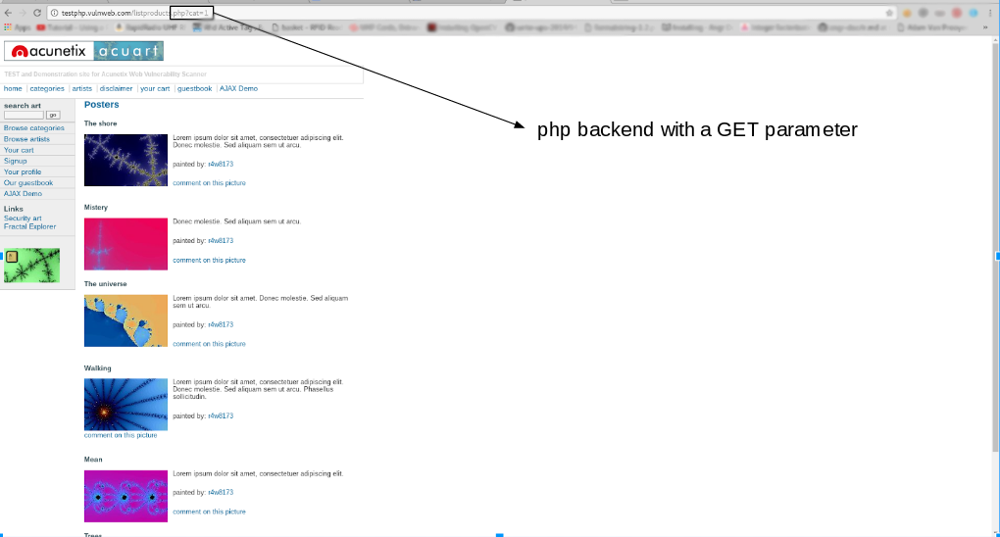 testphp.vulnweb.com/listproducts.php?cat=1
Apps
acunetix acuart
TEST and Demonstration site for Acunetix Web Vulnerability Scanner
home | categories | artists | disclaimer | your cart | guestbook | AJAX Demo
php backend with a GET parameter
search art
go
Browse categories
Browse artists
Your cart
Signup
Your profile
Our guestbook
AJAX Demo
Links
Security art
Fractal Explorer
Posters
The shore
Lorem ipsum dolor sit amet, consectetuer adipiscing elit.
Donec molestie. Sed aliquam sem ut arcu.
painted by: r4w8173
comment on this picture
Mistery
Donec molestie. Sed aliquam sem ut arcu.
painted by: r4w8173
comment on this picture
The universe
Lorem ipsum dolor sit amet. Donec molestie. Sed aliquam
sem ut arcu.
painted by: r4w8173
comment on this picture
Walking
Lorem ipsum dolor sit amet, consectetuer adipiscing elit.
Donec molestie. Sed aliquam sem ut arcu. Phasellus
sollicitudin.
painted by: r4w8173
comment on this picture
Mean
Lorem ipsum dolor sit amet, consectetuer adipiscing elit.
painted by: r4w8173
comment on this picture
Trees